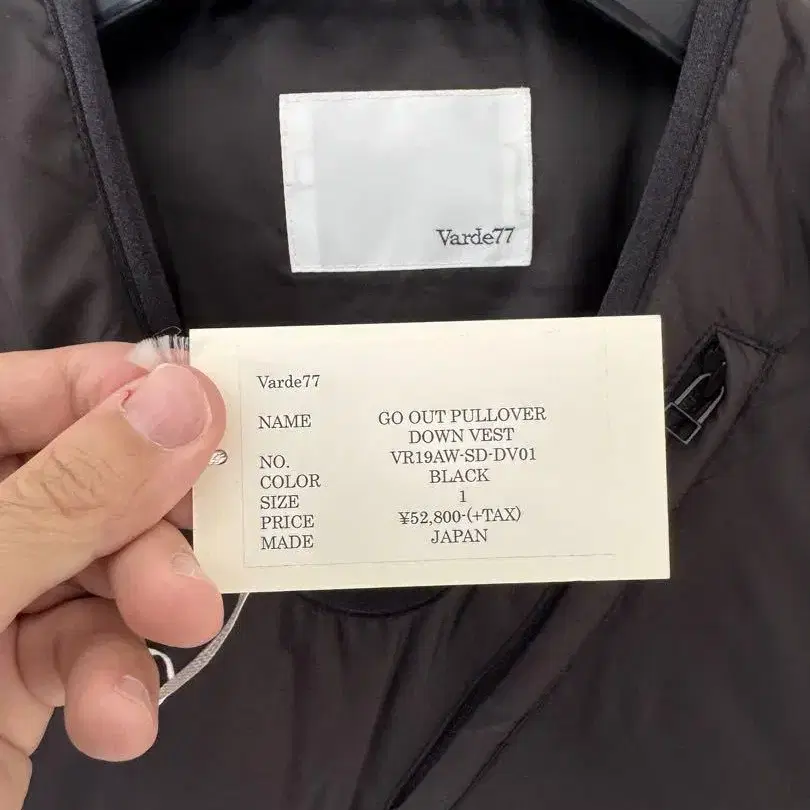 Varde77
Varde77
NAME GO OUT PULLOVER
DOWN VEST
NO. VR19AW-SD-DV01
COLOR BLACK
SIZE 1
PRICE ¥52,800-(+TAX)
MADE JAPAN